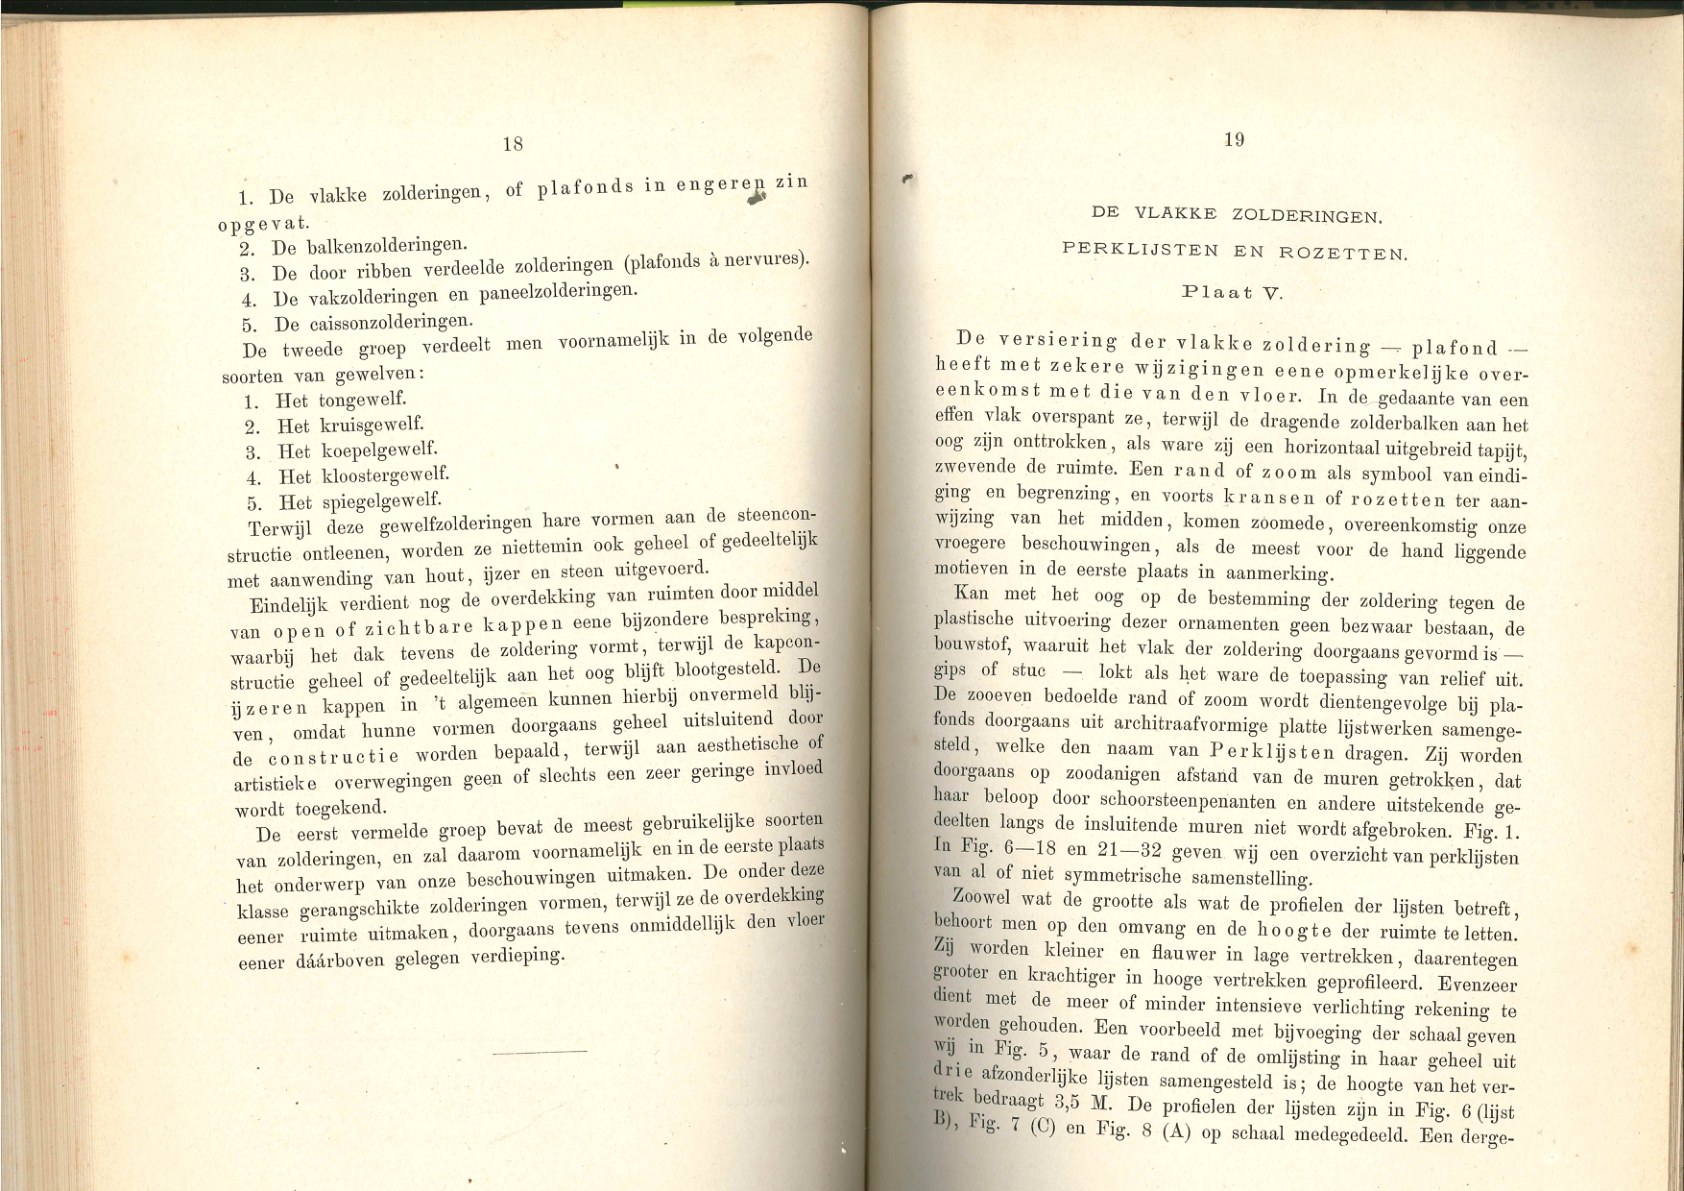 18
1. De vlakke zolderingen, of plafonds in engeren zin
opgevat.
2. De balkenzolderingen.
3. De door ribben verdeelde zolderingen (plafonds à nervures).
4. De vakzolderingen en paneelzolderingen.
5. De caissonzolderingen.
De tweede groep verdeelt men voornamelijk in de volgende
soorten van gewelven:
1. Het tongewelf.
2. Het kruisgewelf.
3. Het koepelgewelf.
4. Het kloostergewelf.
5. Het spiegelgewelf.
Terwijl deze gewelfzolderingen hare vormen aan de steencon-
structie ontleenen, worden ze niettemin ook geheel of gedeeltelijk
met aanwending van hout, ijzer en steen uitgevoerd.
Eindelijk verdient nog de overdekking van ruimten door middel
van open of zichtbare kappen eene bijzondere bespreking,
waarbij het dak tevens de zoldering vormt, terwijl de kapcon-
structie geheel of gedeeltelijk aan het oog blijft blootgesteld. De
ijzeren kappen in 't algemeen kunnen hierbij onvermeld blij-
ven, omdat hunne vormen doorgaans geheel uitsluitend door
de constructie worden bepaald, terwijl aan aesthetische of
artistieke overwegingen geen of slechts een zeer geringe invloed
wordt toegekend.
De eerst vermelde groep bevat de meest gebruikelijke soorten
van zolderingen, en zal daarom voornamelijk en in de eerste plaats
het onderwerp van onze beschouwingen uitmaken. De onder deze
klasse gerangschikte zolderingen vormen, terwijl ze de overdekking
eener ruimte uitmaken, doorgaans tevens onmiddellijk den vloer
eener dáárboven gelegen verdieping.
19
DE VLAKKE ZOLDERINGEN.
PERKLIJSTEN EN ROZETTEN.
Plaat V.
De versiering der vlakke zoldering — plafond —
heeft met zekere wijzigingen eene opmerkelijke over-
eenkomst met die van den vloer. In de gedaante van een
effen vlak overspant ze, terwijl de dragende zolderbalken aan het
oog zijn onttrokken, als ware zij een horizontaal uitgebreid tapijt,
zwevende de ruimte. Een rand of zoom als symbool van eindi-
ging en begrenzing, en voorts kransen of rozetten ter aan-
wijzing van het midden, komen zoomede, overeenkomstig onze
vroegere beschouwingen, als de meest voor de hand liggende
motieven in de eerste plaats in aanmerking.
Kan met het oog op de bestemming der zoldering tegen de
plastische uitvoering dezer ornamenten geen bezwaar bestaan, de
bouwstof, waaruit het vlak der zoldering doorgaans gevormd is —
gips of stuc — lokt als het ware de toepassing van relief uit.
De zooeven bedoelde rand of zoom wordt dientengevolge bij pla-
fonds doorgaans uit architraafvormige platte lijstwerken samenge-
steld, welke den naam van Perklijsten dragen. Zij worden
doorgaans op zoodanigen afstand van de muren getrokken, dat
haar beloop door schoorsteenpenanten en andere uitstekende ge-
deelten langs de insluitende muren niet wordt afgebroken. Fig. 1.
In Fig. 6—18 en 21—32 geven wij een overzicht van perklijsten
van al of niet symmetrische samenstelling.
Zoowel wat de grootte als wat de profielen der lijsten betreft,
behoort men op den omvang en de hoogte der ruimte te letten.
Zij worden kleiner en flauwer in lage vertrekken, daarentegen
grooter en krachtiger in hooge vertrekken geprofileerd. Evenzeer
dient met de meer of minder intensieve verlichting rekening te
worden gehouden. Een voorbeeld met bijvoeging der schaal geven
wij in Fig. 5, waar de rand of de omlijsting in haar geheel uit
drie afzonderlijke lijsten samengesteld is; de hoogte van het ver-
trek bedraagt 3,5 M. De profielen der lijsten zijn in Fig. 6 (lijst
B), Fig. 7 (C) en Fig. 8 (A) op schaal medegedeeld. Een derge-